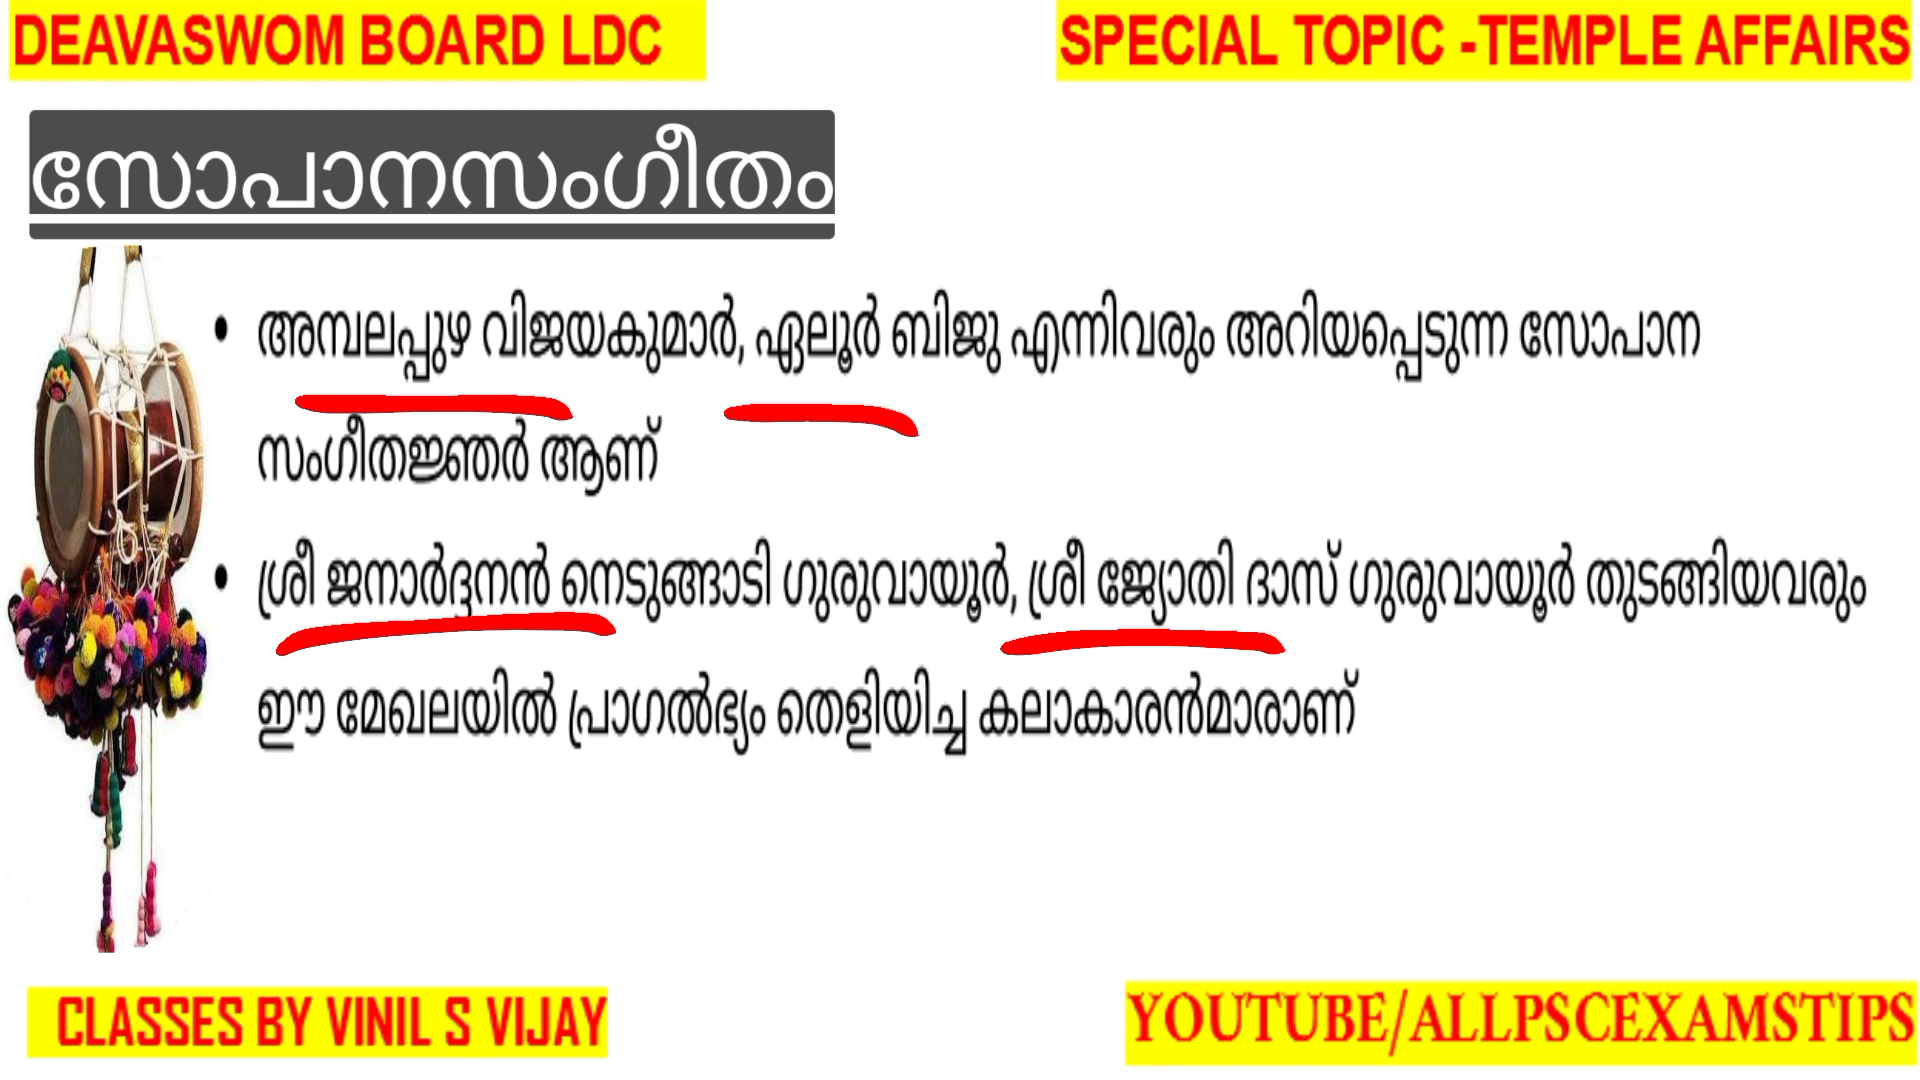 DEAVASWOM BOARD LDC
SPECIAL TOPIC -TEMPLE AFFAIRS
സോപാനസംഗീതം
• അമ്പലപ്പുഴ വിജയകുമാർ, ഏലൂർ ബിജു എന്നിവരും അറിയപ്പെടുന്ന സോപാന
സംഗീതജ്ഞർ ആണ്
• ശ്രീ ജനാർദ്ദനൻ നെടുങ്ങാടി ഗുരുവായൂർ, ശ്രീ ജ്യോതി ദാസ് ഗുരുവായൂർ തുടങ്ങിയവരും
ഈ മേഖലയിൽ പ്രാഗൽഭ്യം തെളിയിച്ച കലാകാരൻമാരാണ്
CLASSES BY VINIL S VIJAY
YOUTUBE/ALLPSCEXAMSTIPS